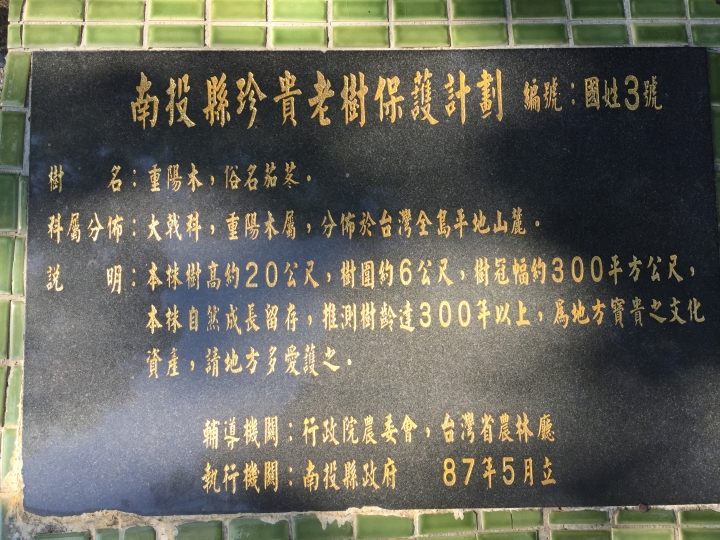 南投縣珍貴老樹保護計劃 編號：國姓3號
樹 名：重陽木，俗名茄苳。
科屬分佈：大戟科，重陽木屬，分佈於台灣全島平地山麓。
説 明：本株樹高約20公尺，樹圍約6公尺，樹冠幅約300平方公尺，
本株自然成長留存，推測樹齡達300年以上，為地方寶貴之文化
資產，請地方多愛護之。
輔導機關：行政院農委會，台灣省農林廳
執行機關：南投縣政府 87年5月立